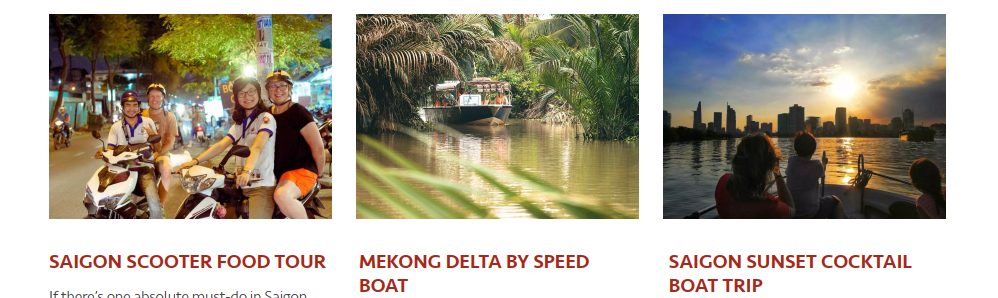 SAIGON SCOOTER FOOD TOUR
If there's one absolute must-do in Saigon
MEKONG DELTA BY SPEED
BOAT
SAIGON SUNSET COCKTAIL
BOAT TRIP